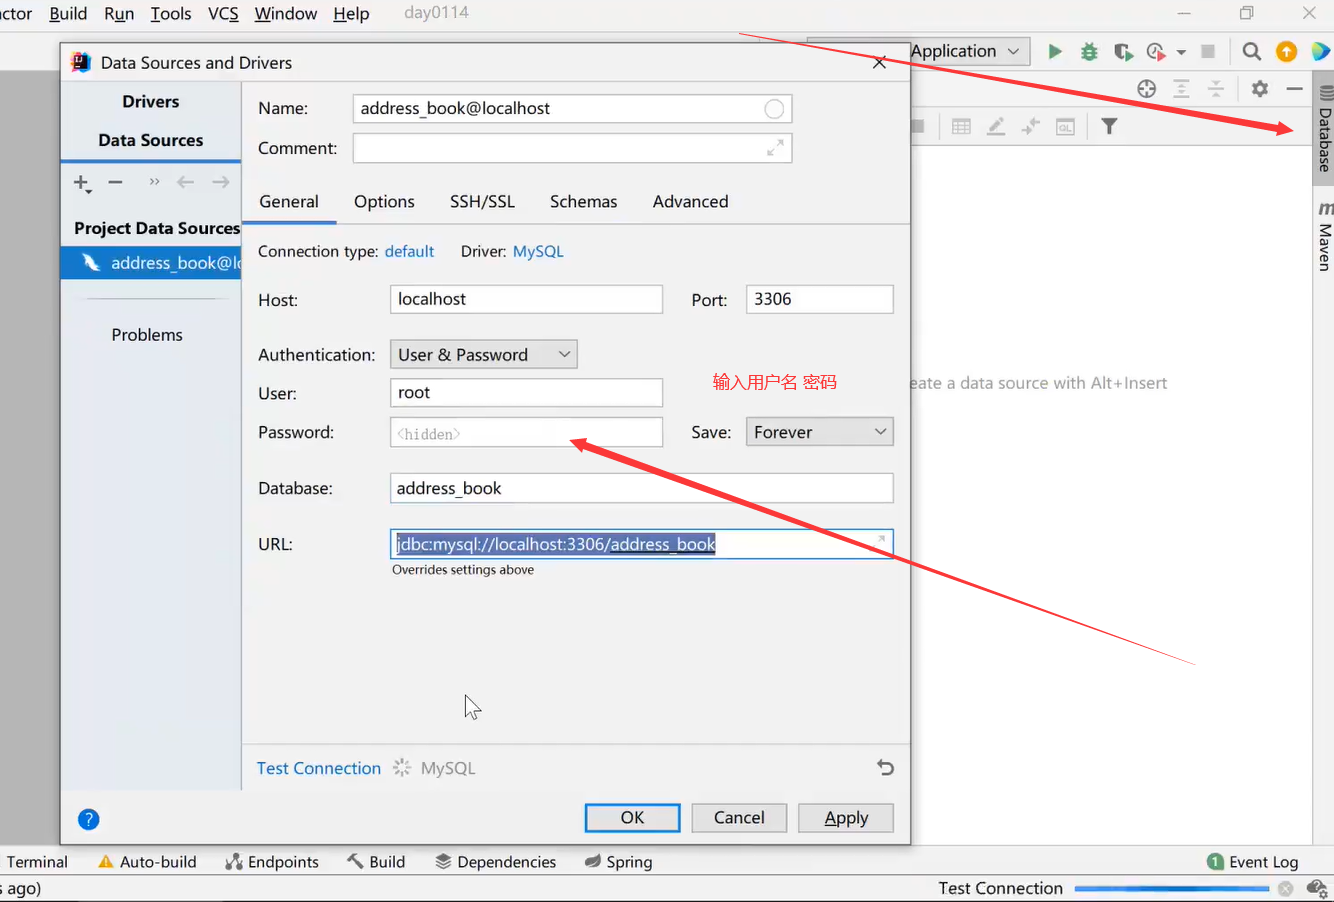 ctor Build Run Tools VCS Window Help day0114
Data Sources and Drivers
Application
Drivers
Data Sources
Name: address_book@localhost
Comment:
General Options SSH/SSL Schemas Advanced
Project Data Sources
address_book@lo
Problems
Connection type: default Driver: MySQL
Host: localhost Port: 3306
Authentication: User & Password
User: root
输入用户名 密码
Password: <hidden> Save: Forever
Database: address_book
URL: jdbc:mysql://localhost:3306/address_book
Overrides settings above
eate a data source with Alt+Insert
Database
m
Maven
Test Connection MySQL
?
OK Cancel Apply
Terminal Auto-build Endpoints Build Dependencies Spring 1 Event Log
s ago) Test Connection